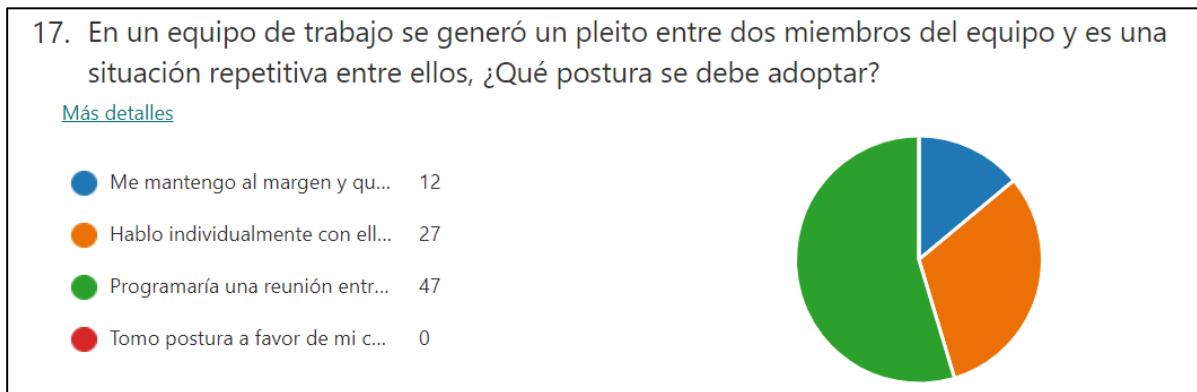 17. En un equipo de trabajo se generó un pleito entre dos miembros del equipo y es una
situación repetitiva entre ellos, ¿Qué postura se debe adoptar?
Más detalles
Me mantengo al margen y qu... 12
Hablo individualmente con ell... 27
Programaría una reunión entr... 47
Tomo postura a favor de mi c... 0